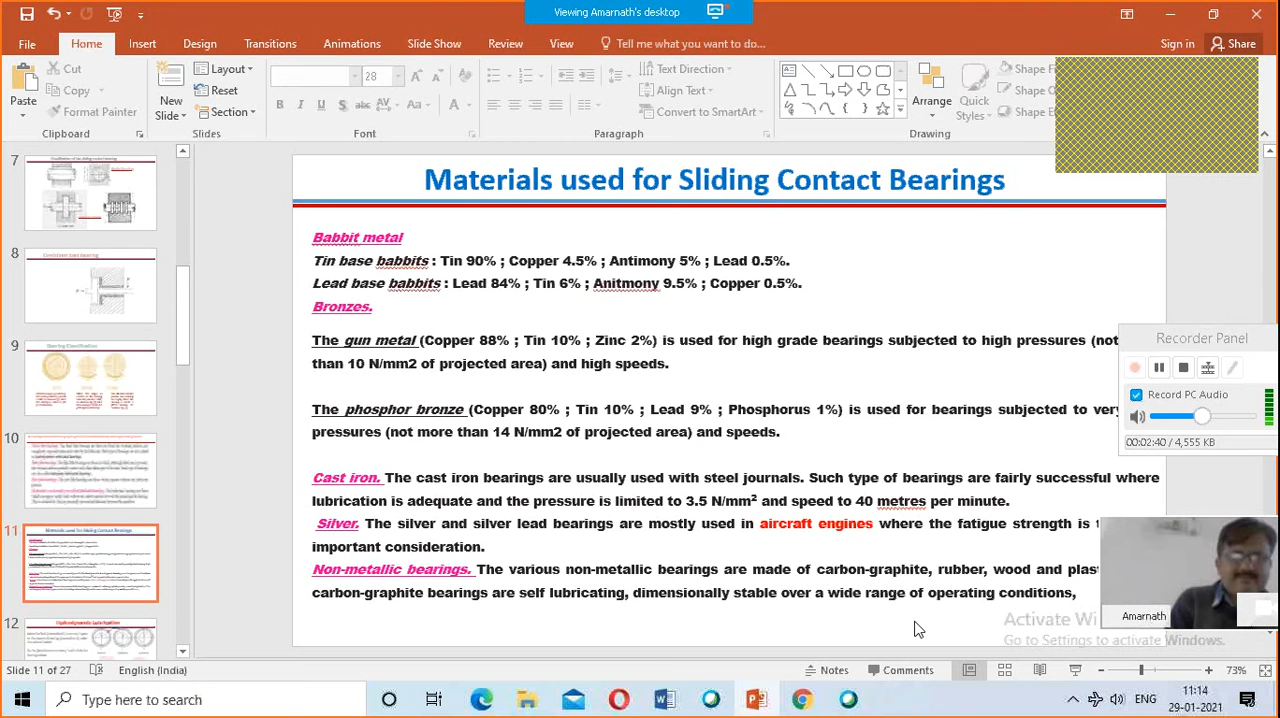 Viewing Amarnath's desktop
File Home Insert Design Transitions Animations Slide Show Review View Tell me what you want to do... Sign in Share
Cut
Copy
Format Painter
Paste
New
Slide
Layout
Reset
Section
28
B I U S abc AV Aa A
Text Direction
Align Text
Convert to SmartArt
Arrange
Quick
Styles
Shape F
Shape O
Shape E
Clipboard Slides Font Paragraph Drawing
7
8
9
10
11
12
Materials used for Sliding Contact Bearings
Babbit metal
Tin base babbits : Tin 90% ; Copper 4.5% ; Antimony 5% ; Lead 0.5%.
Lead base babbits : Lead 84% ; Tin 6% ; Anitmony 9.5% ; Copper 0.5%.
Bronzes.
The gun metal (Copper 88% ; Tin 10% ; Zinc 2%) is used for high grade bearings subjected to high pressures (not
than 10 N/mm2 of projected area) and high speeds.
The phosphor bronze (Copper 80% ; Tin 10% ; Lead 9% ; Phosphorus 1%) is used for bearings subjected to very
pressures (not more than 14 N/mm2 of projected area) and speeds.
Cast iron. The cast iron bearings are usually used with steel journals. Such type of bearings are fairly successful where
lubrication is adequate and the pressure is limited to 3.5 N/mm² and speed to 40 metres per minute.
Silver. The silver and silver lead bearings are mostly used in aircraft engines where the fatigue strength is
important consideration.
Non-metallic bearings. The various non-metallic bearings are made of carbon-graphite, rubber, wood and plas
carbon-graphite bearings are self lubricating, dimensionally stable over a wide range of operating conditions,
Recorder Panel
Record PC Audio
00:02:40 / 4,555 KB
Amarnath
Activate Wi
Go to Settings to activate Windows.
Slide 11 of 27 English (India) Notes Comments 73%
Type here to search
ENG
11:14
29-01-2021